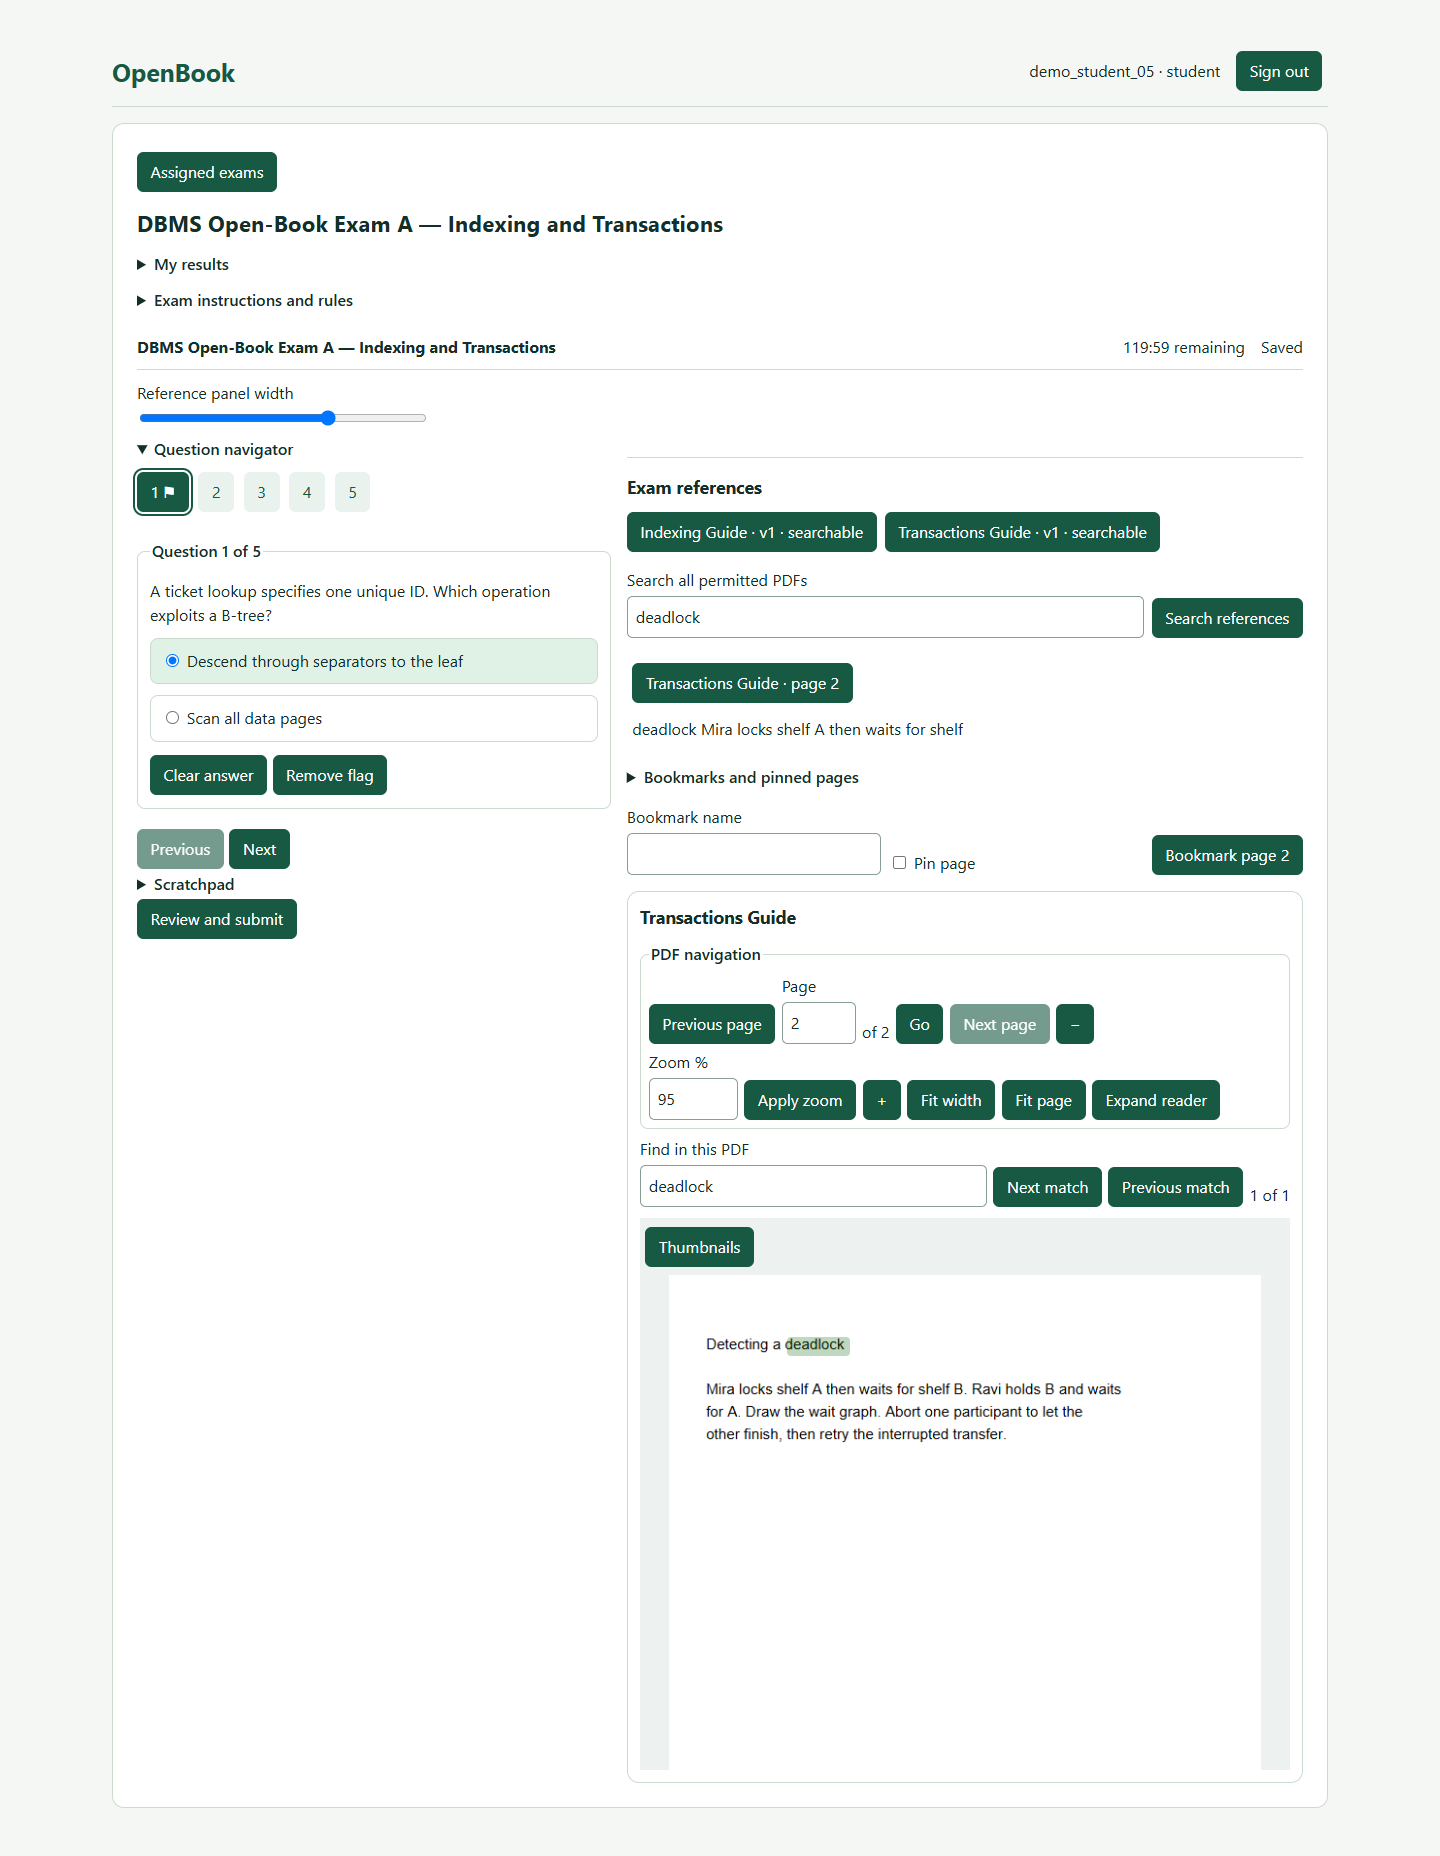 OpenBook
demo_student_05 · student
Sign out
Assigned exams
DBMS Open-Book Exam A — Indexing and Transactions
My results
Exam instructions and rules
DBMS Open-Book Exam A — Indexing and Transactions
119:59 remaining
Saved
Reference panel width
Question navigator
1
2
3
4
5
Question 1 of 5
A ticket lookup specifies one unique ID. Which operation
exploits a B-tree?
Descend through separators to the leaf
Scan all data pages
Clear answer
Remove flag
Previous
Next
Scratchpad
Review and submit
Exam references
Indexing Guide · v1 · searchable
Transactions Guide · v1 · searchable
Search all permitted PDFs
deadlock
Search references
Transactions Guide · page 2
deadlock Mira locks shelf A then waits for shelf
Bookmarks and pinned pages
Bookmark name
Pin page
Bookmark page 2
Transactions Guide
PDF navigation
Page
Previous page
2
of 2
Go
Next page
−
Zoom %
95
Apply zoom
+
Fit width
Fit page
Expand reader
Find in this PDF
deadlock
Next match
Previous match
1 of 1
Thumbnails
Detecting a deadlock
Mira locks shelf A then waits for shelf B. Ravi holds B and waits
for A. Draw the wait graph. Abort one participant to let the
other finish, then retry the interrupted transfer.